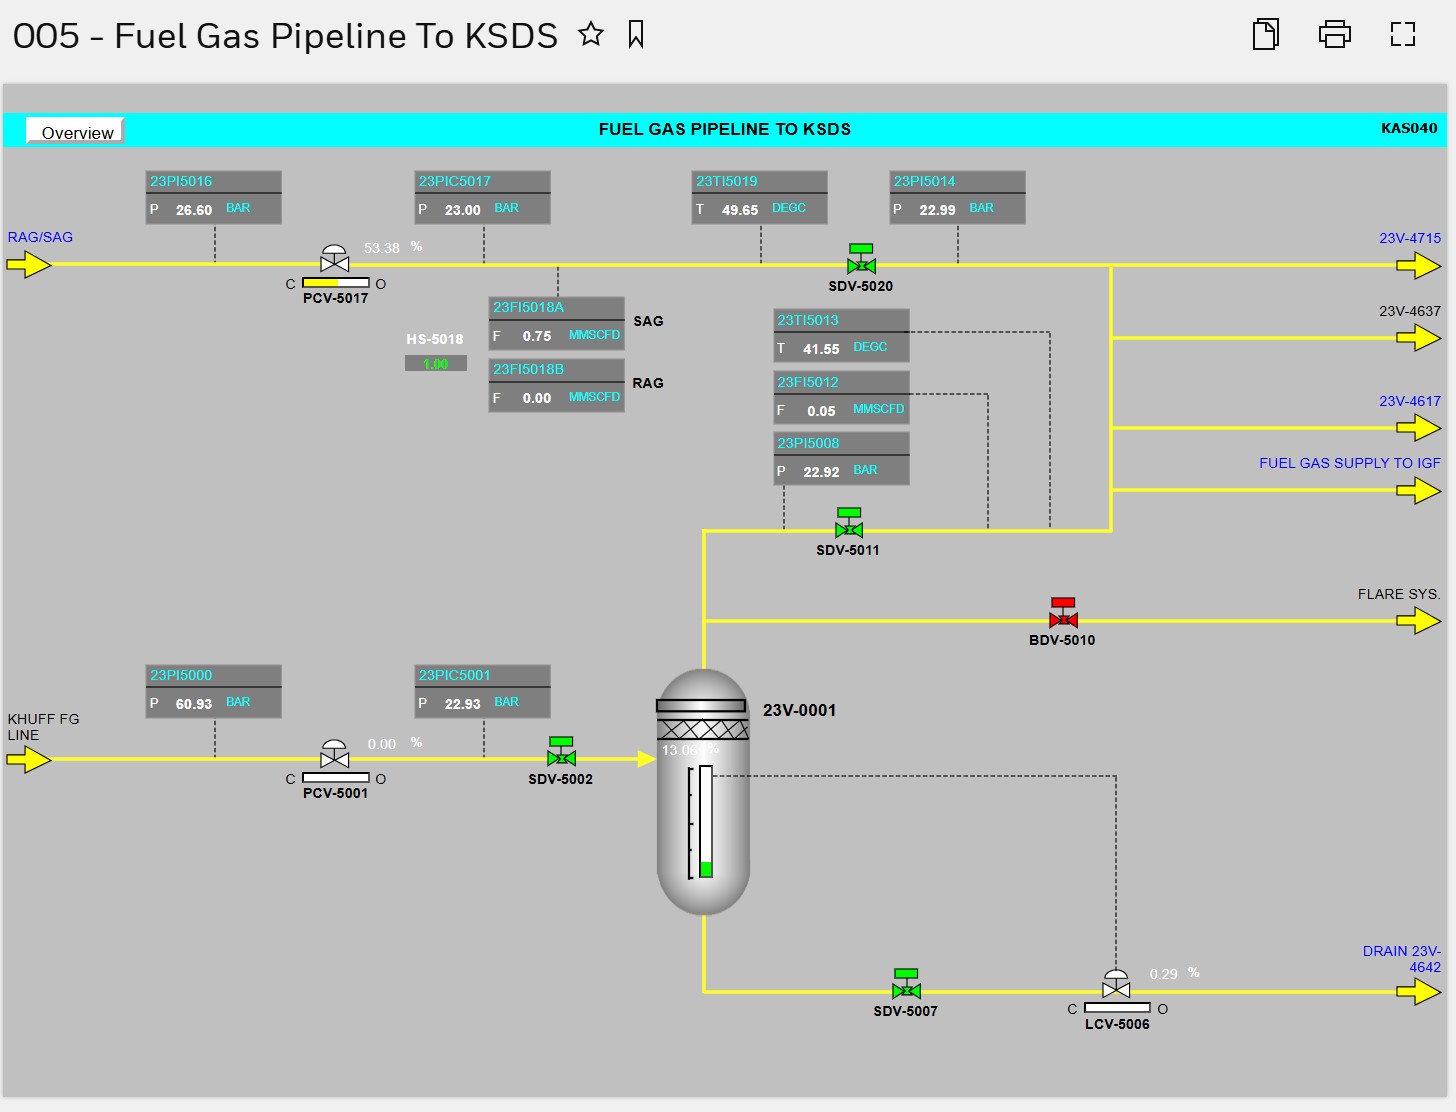 005 - Fuel Gas Pipeline To KSDS
Overview
FUEL GAS PIPELINE TO KSDS
KAS040
23PI5016
P 26.60 BAR
23PIC5017
P 23.00 BAR
23TI5019
T 49.65 DEGC
23PI5014
P 22.99 BAR
RAG/SAG
53.38 %
C O
PCV-5017
SDV-5020
23V-4715
23FI5018A
F 0.75 MMSCFD
SAG
HS-5018
1.00
23FI5018B
F 0.00 MMSCFD
RAG
23TI5013
T 41.55 DEGC
23FI5012
F 0.05 MMSCFD
23PI5008
P 22.92 BAR
23V-4637
23V-4617
FUEL GAS SUPPLY TO IGF
SDV-5011
FLARE SYS.
BDV-5010
23PI5000
P 60.93 BAR
23PIC5001
P 22.93 BAR
23V-0001
KHUFF FG
LINE
0.00 %
C O
PCV-5001
SDV-5002
13.06 %
DRAIN 23V-
4642
SDV-5007
0.29 %
C O
LCV-5006